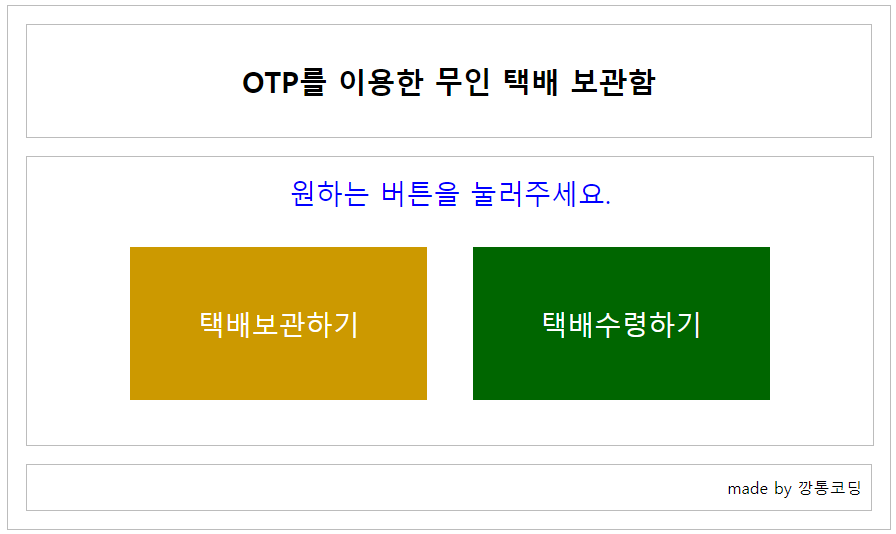 OTP를 이용한 무인 택배 보관함
원하는 버튼을 눌러주세요.
택배보관하기
택배수령하기
made by 깡통코딩